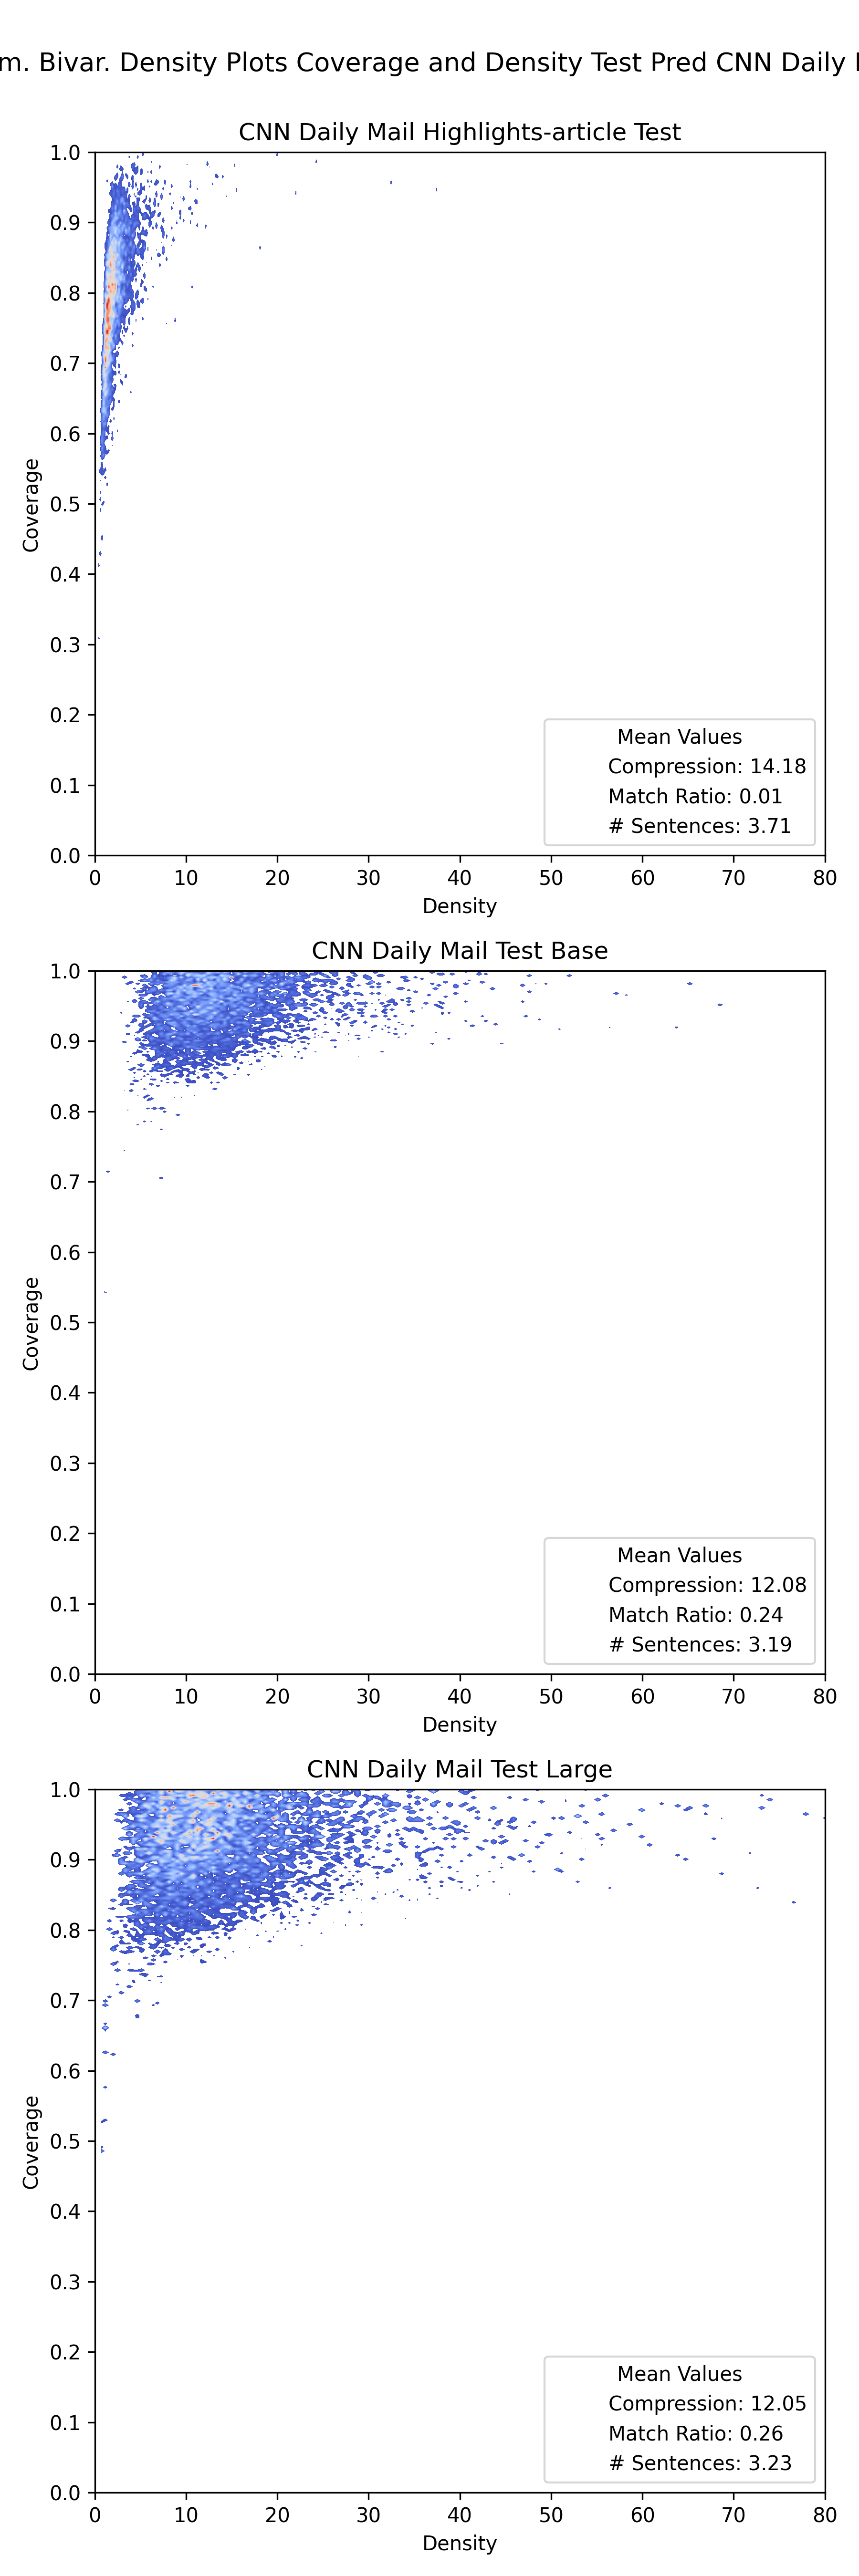 m. Bivar. Density Plots Coverage and Density Test Pred CNN Daily
CNN Daily Mail Highlights-article Test
1.0
0.9
0.8
0.7
0.6
0.5
0.4
0.3
0.2
0.1
0.0
Coverage
Mean Values
Compression: 14.18
Match Ratio: 0.01
# Sentences: 3.71
0 10 20 30 40 50 60 70 80
Density
CNN Daily Mail Test Base
1.0
0.9
0.8
0.7
0.6
0.5
0.4
0.3
0.2
0.1
0.0
Coverage
Mean Values
Compression: 12.08
Match Ratio: 0.24
# Sentences: 3.19
0 10 20 30 40 50 60 70 80
Density
CNN Daily Mail Test Large
1.0
0.9
0.8
0.7
0.6
0.5
0.4
0.3
0.2
0.1
0.0
Coverage
Mean Values
Compression: 12.05
Match Ratio: 0.26
# Sentences: 3.23
0 10 20 30 40 50 60 70 80
Density